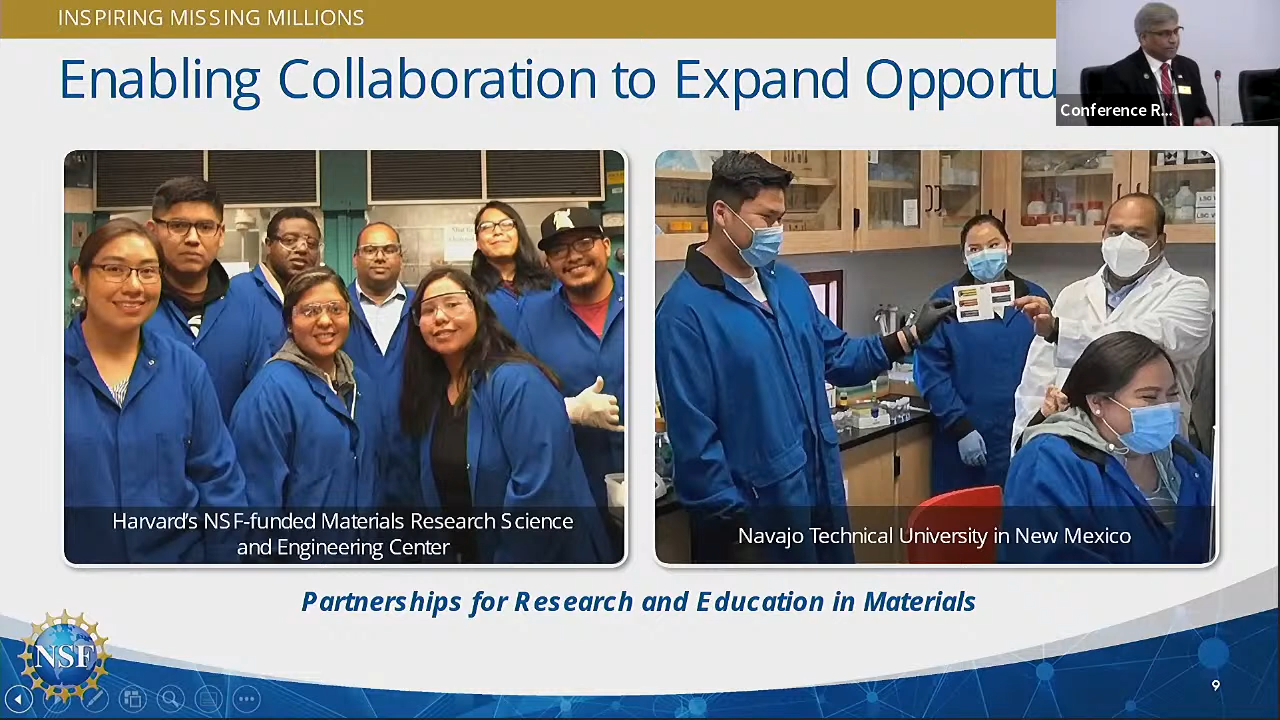 INSPIRING MISSING MILLIONS
Enabling Collaboration to Expand Opportu
Conference R...
Harvard's NSF-funded Materials Research Science
and Engineering Center
Navajo Technical University in New Mexico
Partnerships for Research and Education in Materials
NSF
9